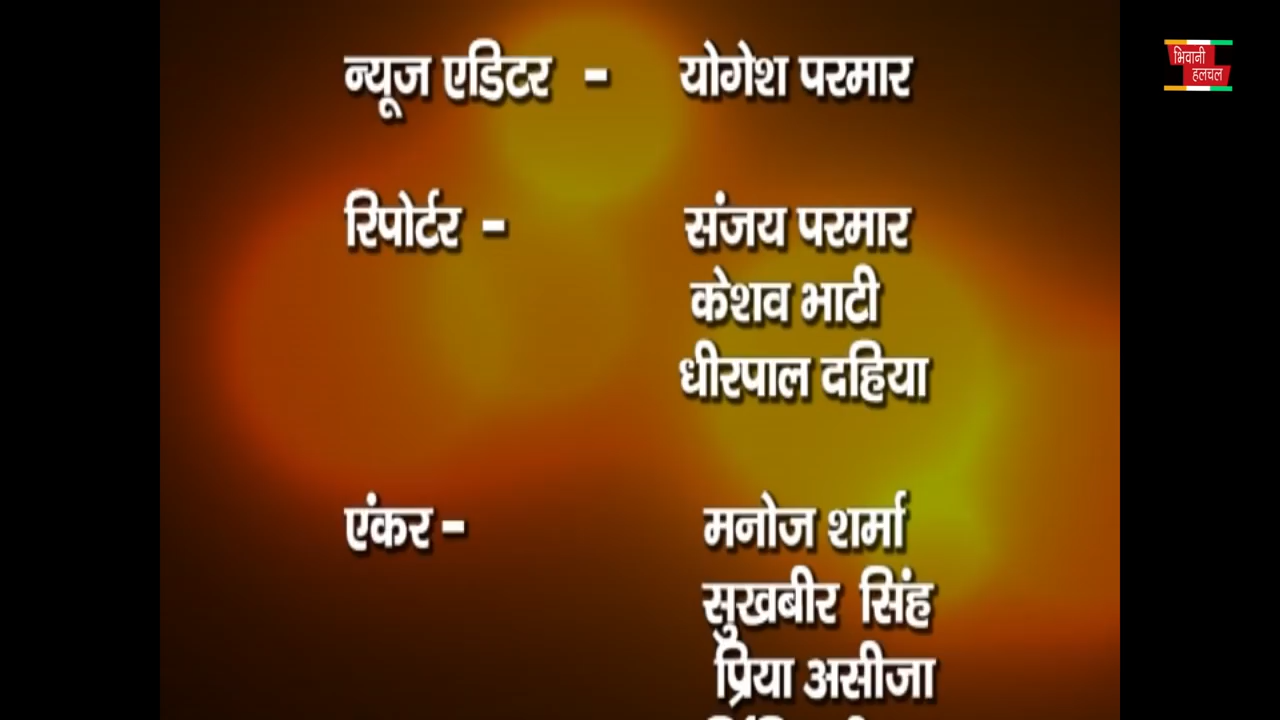 न्यूज एडिटर - योगेश परमार
भिवानी
हलचल
रिपोर्टर - संजय परमार
केशव भाटी
धीरपाल दहिया
एंकर - मनोज शर्मा
सुखबीर सिंह
प्रिया असीजा